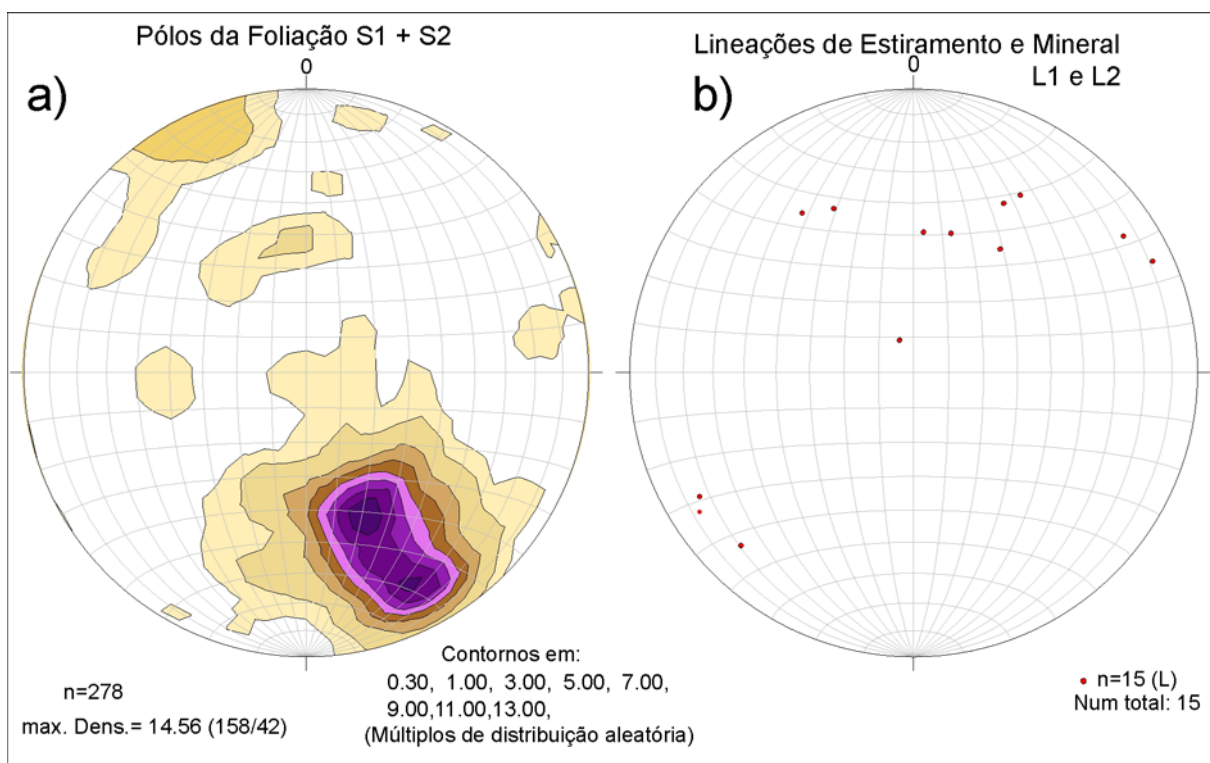 Pólos da Foliação S1 + S2
0
a)
n=278
max. Dens.= 14.56 (158/42)
Contornos em:
0.30, 1.00, 3.00, 5.00, 7.00,
9.00,11.00,13.00,
(Múltiplos de distribuição aleatória)
Lineações de Estiramento e Mineral
L1 e L2
0
b)
n=15 (L)
Num total: 15